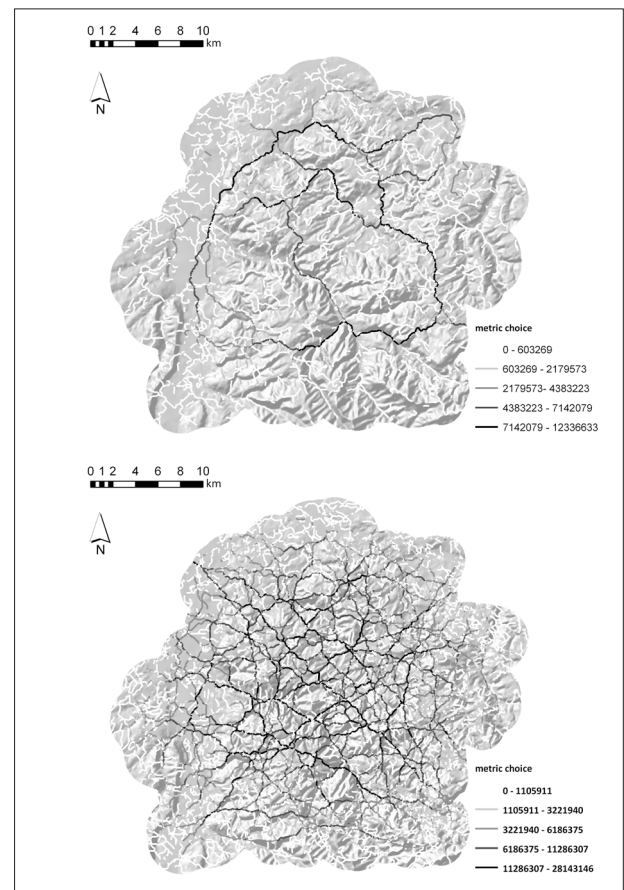 0 1 2 4 6 8 10
km
N
metric choice
0 - 603269
603269 - 2179573
2179573- 4383223
4383223 - 7142079
7142079 - 12336633
0 1 2 4 6 8 10
km
N
metric choice
0 - 1105911
1105911 - 3221940
3221940 - 6186375
6186375 - 11286307
11286307 - 28143146